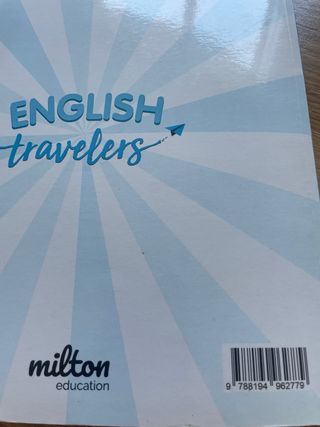 ENGLISH
travelers
milton
education
9 788194 962779